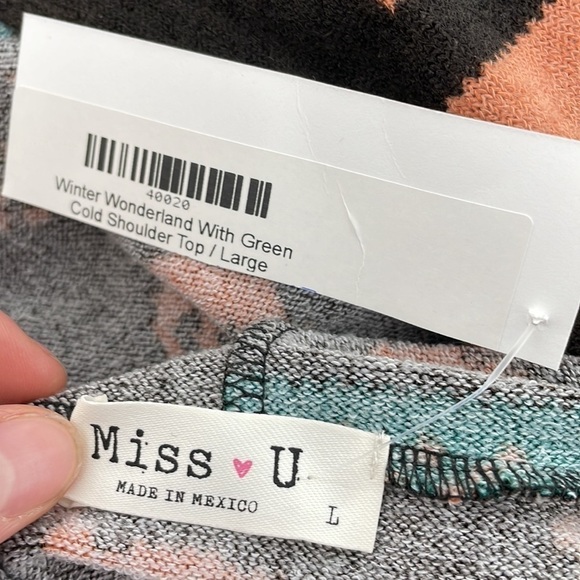 40020
Winter Wonderland With Green
Cold Shoulder Top / Large
Miss U
MADE IN MEXICO
L